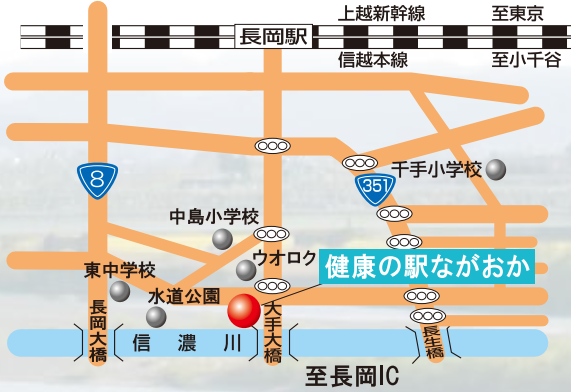 上越新幹線
至東京
長岡駅
信越本線
至小千谷
8
351
千手小学校
中島小学校
ウオロク
健康の駅ながおか
東中学校
水道公園
長岡大橋
信濃川
大手大橋
長生橋
至長岡IC